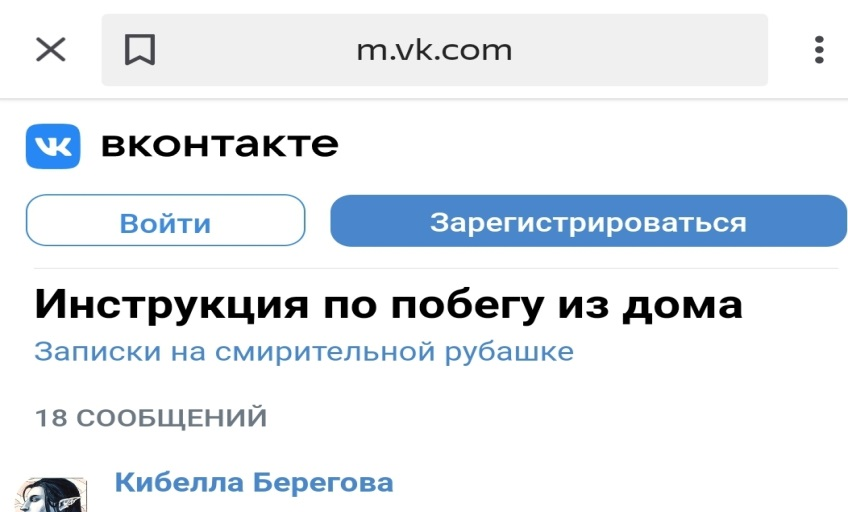 m.vk.com
вконтакте
Войти
Зарегистрироваться
Инструкция по побегу из дома
Записки на смирительной рубашке
18 СООБЩЕНИЙ
Кибелла Берегова